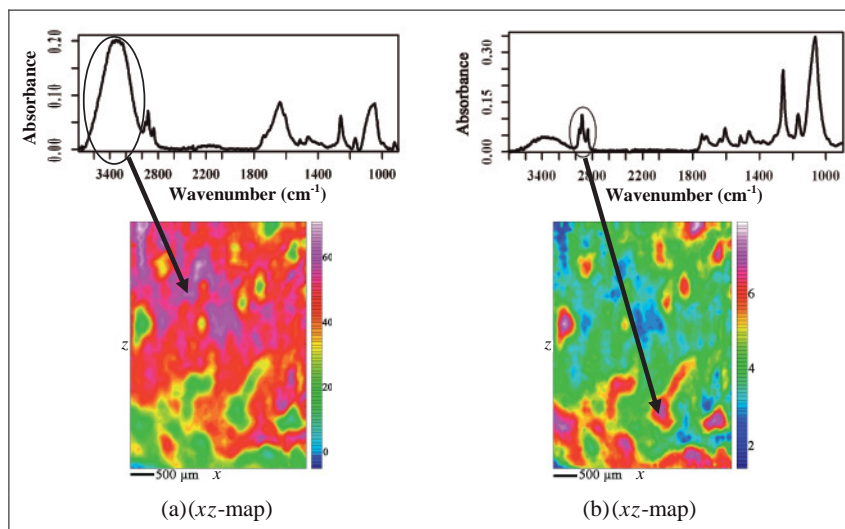 Absorbance
0.20
0.10
0.00
3400
2900
2200
1800
1400
1000
Wavenumber (cm-1)
60
40
20
0
z
500 µm
x
(a)(xz-map)
Absorbance
0.30
0.15
0.00
3400
2800
2200
1800
1400
1000
Wavenumber (cm-1)
6
4
2
z
500 µm
x
(b)(xz-map)